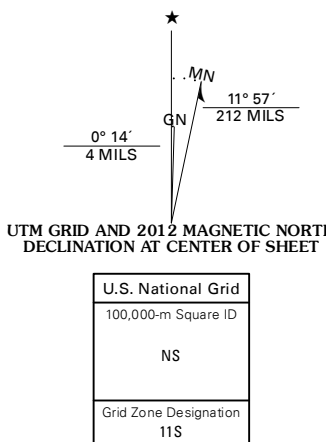 ★
MN
GN
11° 57´
212 MILS
0° 14´
4 MILS
UTM GRID AND 2012 MAGNETIC NORTH
DECLINATION AT CENTER OF SHEET
U.S. National Grid
100,000-m Square ID
NS
Grid Zone Designation
11S